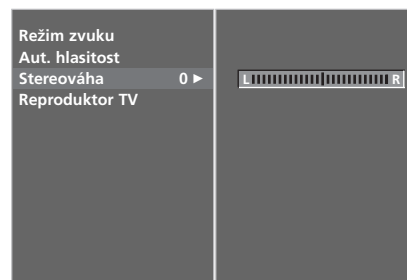 Režim zvuku
Aut. hlasitost
Stereováha 0 ►
L R
Reproduktor TV